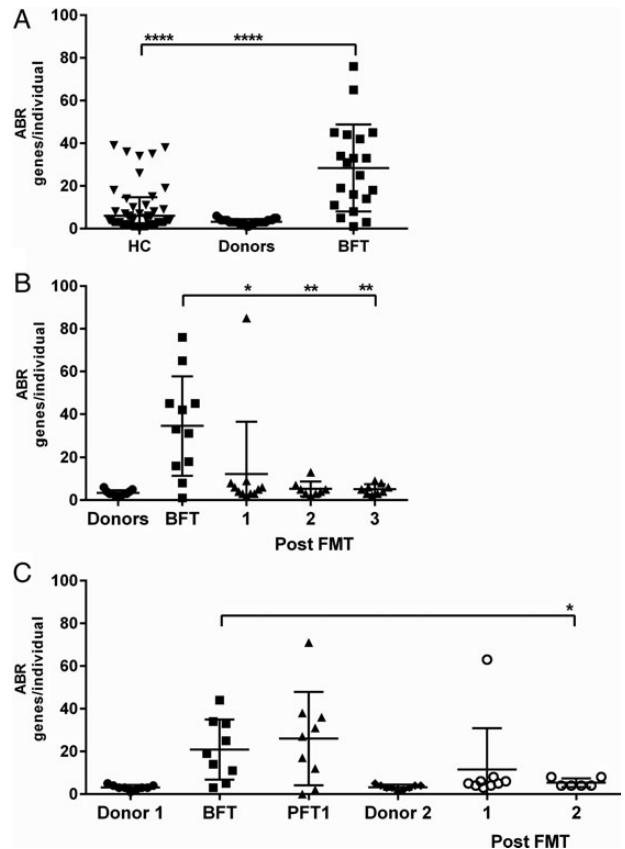 A
ABR
genes/individual
100
80
60
40
20
0
**** ****
HC Donors BFT
B
ABR
genes/individual
100
80
60
40
20
0
* ** **
Donors BFT 1 2 3
Post FMT
C
ABR
genes/individual
100
80
60
40
20
0
*
Donor 1 BFT PFT1 Donor 2 1 2
Post FMT